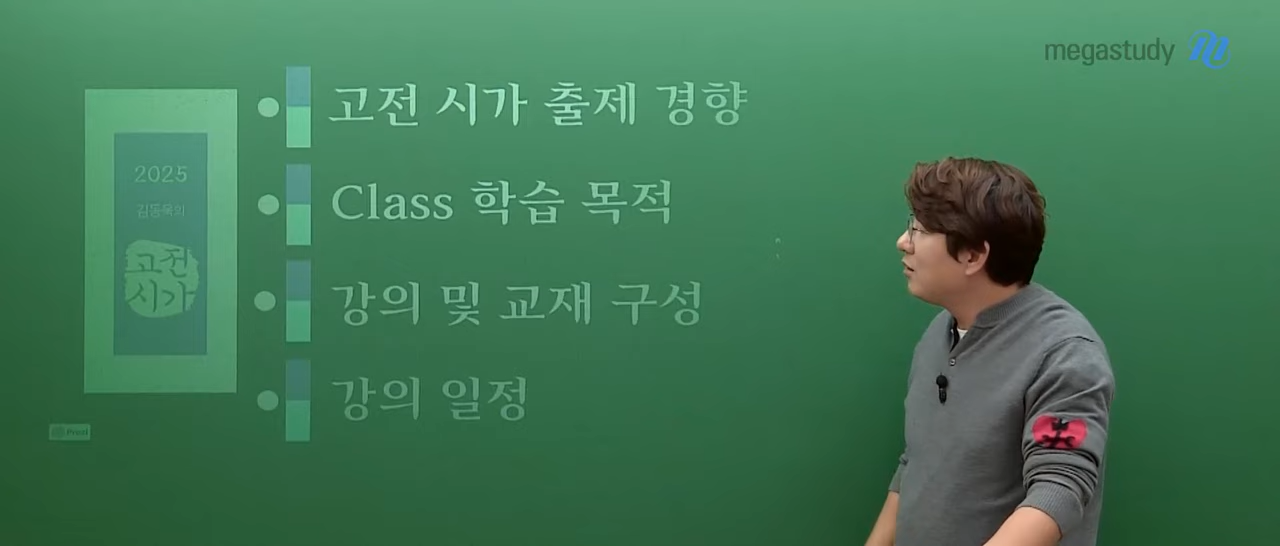 megastudy
2025
김동욱의
고전
시가
고전 시가 출제 경향
Class 학습 목적
강의 및 교재 구성
강의 일정
Prezi